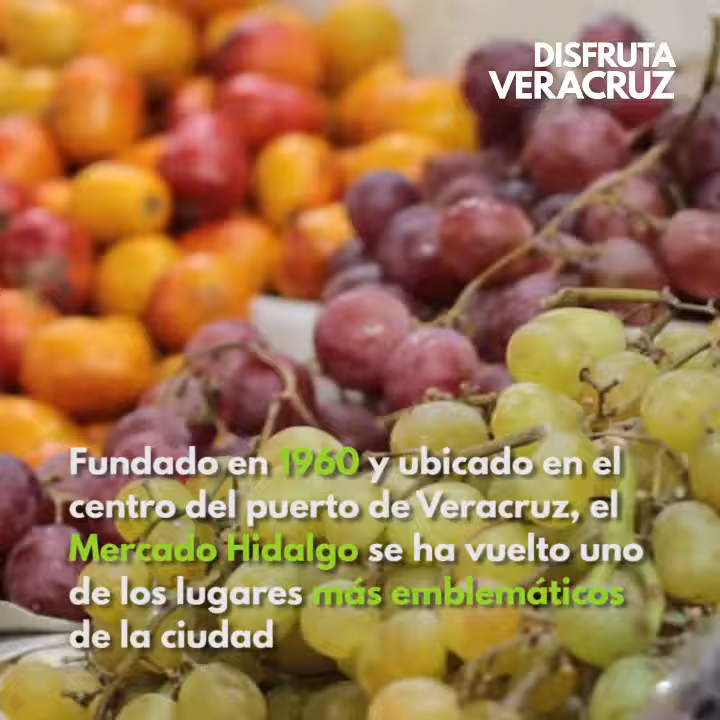 DISFRUTA
VERACRUZ
Fundado en 1960 y ubicado en el
centro del puerto de Veracruz, el
Mercado Hidalgo se ha vuelto uno
de los lugares más emblemáticos
de la ciudad